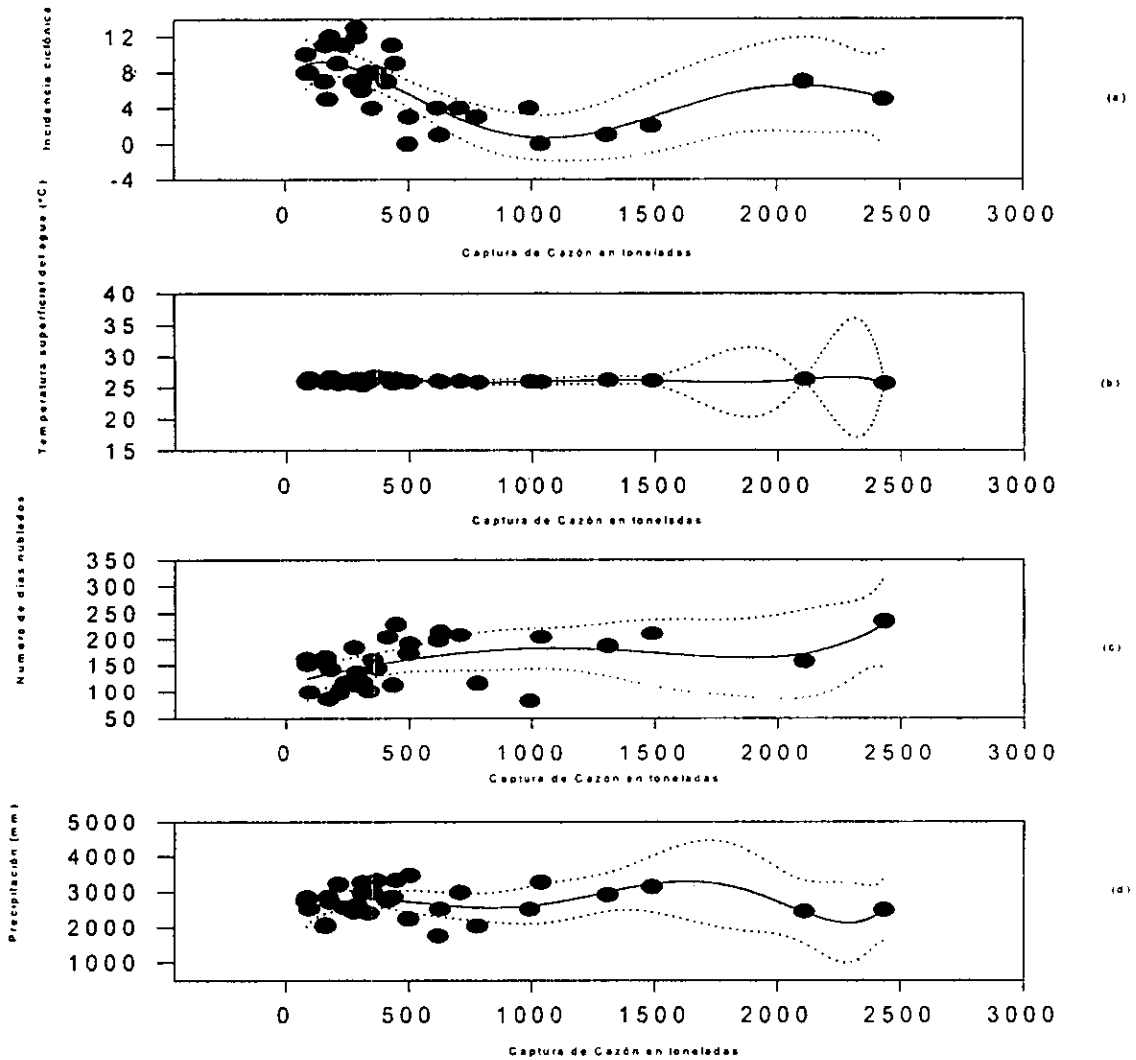 Incidencia ciclónica
12
8
4
0
-4
(a)
0 500 1000 1500 2000 2500 3000
Captura de Cazón en toneladas
Temperatura superficial del agua (°C)
40
35
30
25
20
15
(b)
0 500 1000 1500 2000 2500 3000
Captura de Cazón en toneladas
Numero de días nublados
350
300
250
200
150
100
50
(c)
0 500 1000 1500 2000 2500 3000
Captura de Cazón en toneladas
Precipitación (mm)
5000
4000
3000
2000
1000
(d)
0 500 1000 1500 2000 2500 3000
Captura de Cazón en toneladas